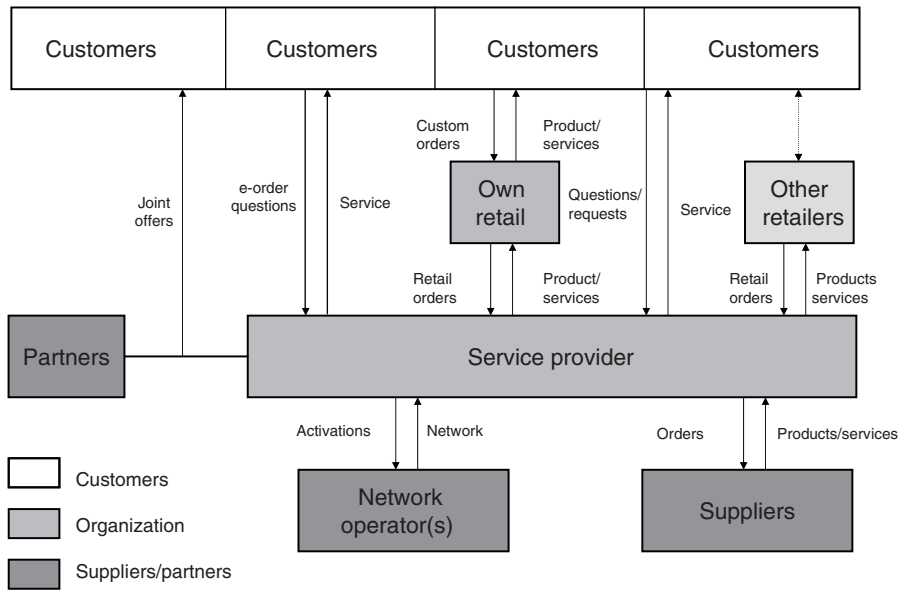 Customers
Customers
Customers
Customers
Custom
orders
Product/
services
Joint
offers
e-order
questions
Service
Own
retail
Questions/
requests
Service
Other
retailers
Retail
orders
Product/
services
Retail
orders
Products
services
Partners
Service provider
Activations
Network
Orders
Products/services
Customers
Organization
Suppliers/partners
Network
operator(s)
Suppliers